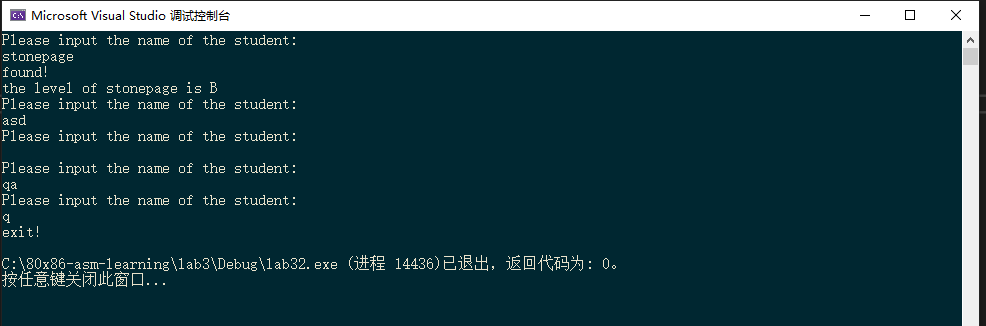 Microsoft Visual Studio 调试控制台
Please input the name of the student:
stonepage
found!
the level of stonepage is B
Please input the name of the student:
asd
Please input the name of the student:
Please input the name of the student:
qa
Please input the name of the student:
q
exit!
C:\80x86-asm-learning\lab3\Debug\lab32.exe (进程 14436)已退出，返回代码为: 0。
按任意键关闭此窗口...